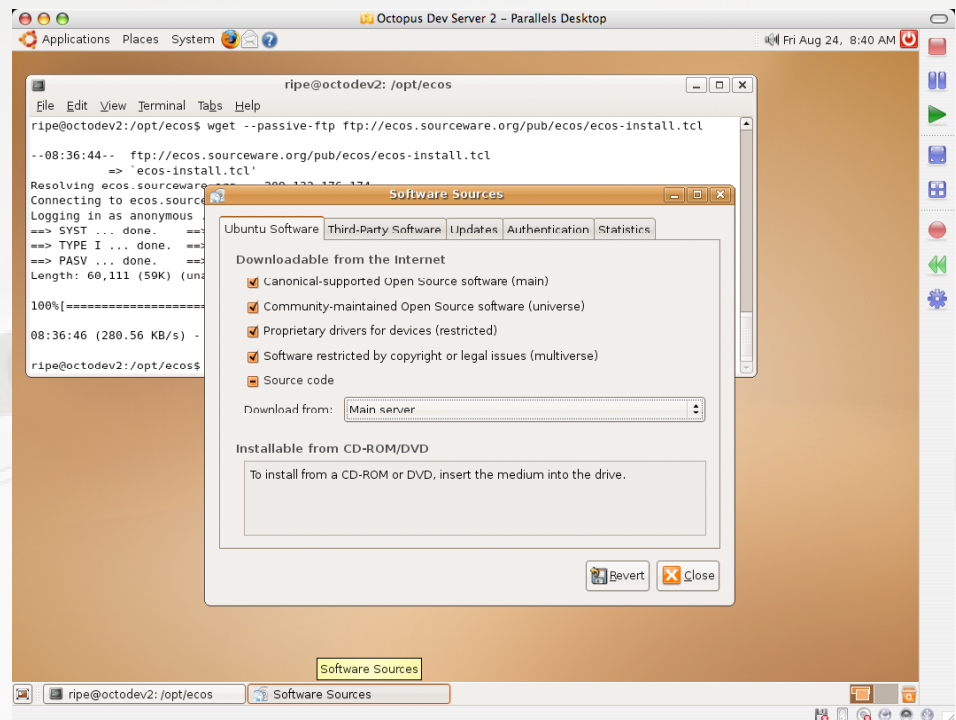 Octopus Dev Server 2 – Parallels Desktop
Applications Places System
Fri Aug 24, 8:40 AM
ripe@octodev2: /opt/ecos
File Edit View Terminal Tabs Help
ripe@octodev2:/opt/ecos$ wget --passive-ftp ftp://ecos.sourceware.org/pub/ecos/ecos-install.tcl
--08:36:44-- ftp://ecos.sourceware.org/pub/ecos/ecos-install.tcl
=> `ecos-install.tcl'
Resolving ecos.sourceware.org... 209.132.176.174
Connecting to ecos.source
Logging in as anonymous .
==> SYST ... done. ==>
==> TYPE I ... done. ==>
==> PASV ... done. ==>
Length: 60,111 (59K) (una
100%[====================
08:36:46 (280.56 KB/s) -
ripe@octodev2:/opt/ecos$
Software Sources
Ubuntu Software Third-Party Software Updates Authentication Statistics
Downloadable from the Internet
Canonical-supported Open Source software (main)
Community-maintained Open Source software (universe)
Proprietary drivers for devices (restricted)
Software restricted by copyright or legal issues (multiverse)
Source code
Download from: Main server
Installable from CD-ROM/DVD
To install from a CD-ROM or DVD, insert the medium into the drive.
Revert Close
Software Sources
ripe@octodev2: /opt/ecos Software Sources